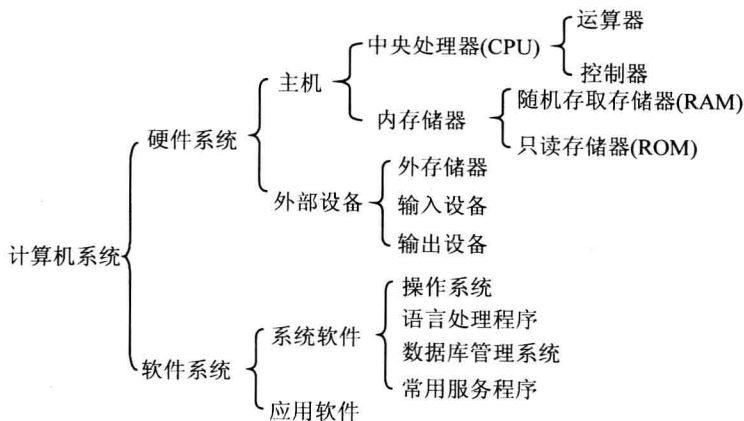 运算器
中央处理器(CPU)
控制器
主机
随机存取存储器(RAM)
内存储器
硬件系统
只读存储器(ROM)
外存储器
外部设备
输入设备
输出设备
计算机系统
操作系统
语言处理程序
系统软件
数据库管理系统
软件系统
常用服务程序
应用软件